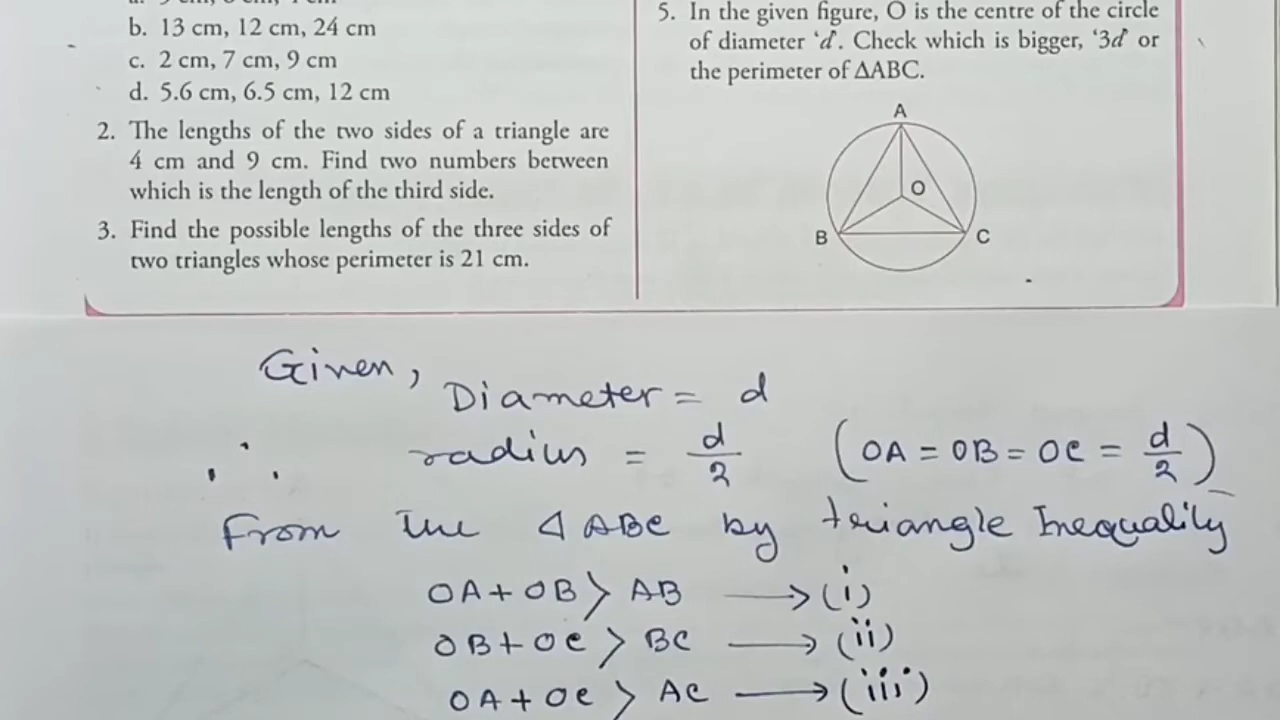 b. 13 cm, 12 cm, 24 cm
c. 2 cm, 7 cm, 9 cm
d. 5.6 cm, 6.5 cm, 12 cm
2. The lengths of the two sides of a triangle are
4 cm and 9 cm. Find two numbers between
which is the length of the third side.
3. Find the possible lengths of the three sides of
two triangles whose perimeter is 21 cm.
5. In the given figure, O is the centre of the circle
of diameter ‘d’. Check which is bigger, ‘3d’ or
the perimeter of ΔABC.
A
O
B
C
Given,
Diameter = d
∴ radius = d/2 (OA = OB = OC = d/2)
From the Δ ABC by triangle Inequality
OA + OB > AB ⟶ (i)
OB + OC > BC ⟶ (ii)
OA + OC > AC ⟶ (iii)